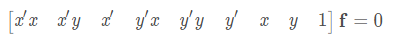 [x′x x′y x′ y′x y′y y′ x y 1] f = 0